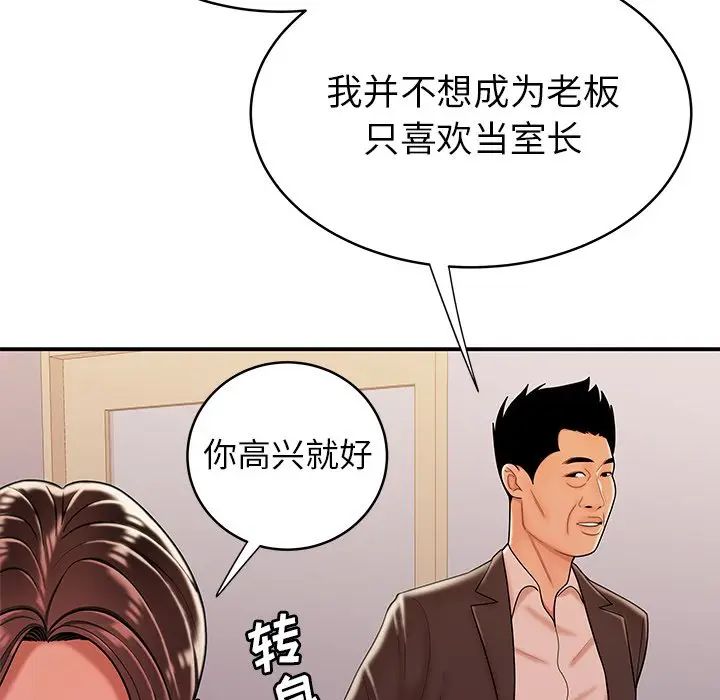 我并不想成为老板
只喜欢当室长
你高兴就好
转
身